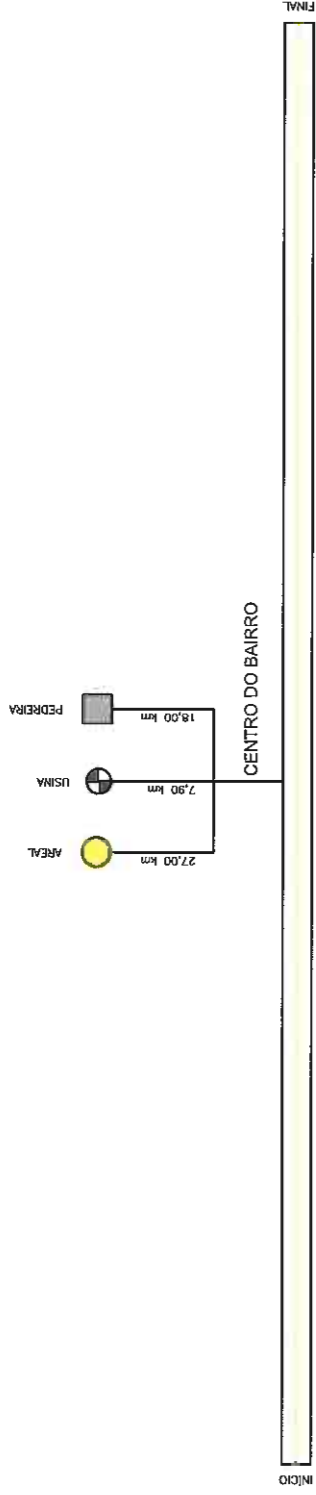 FINAL
PEDREIRA
18,00 km
USINA
7,90 km
AREAL
27,00 km
CENTRO DO BAIRRO
INÍCIO